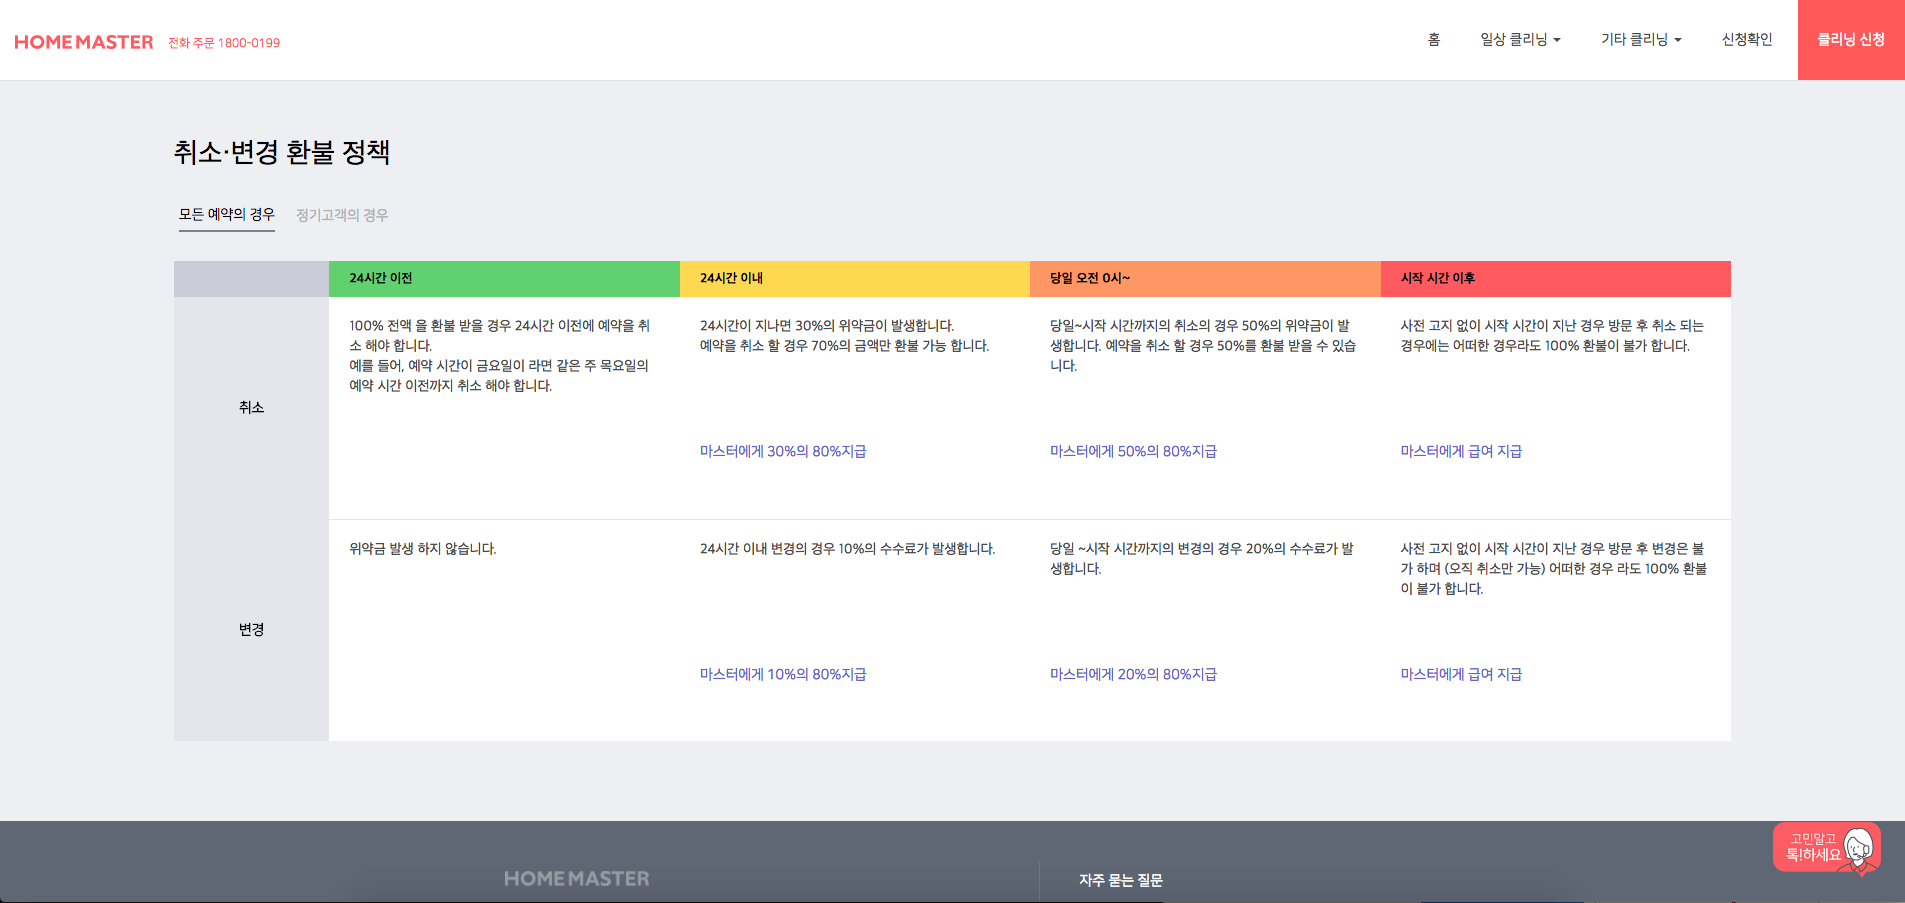 HOME MASTER 전화 주문 1800-0199
홈 일상 클리닝 기타 클리닝 신청확인 클리닝 신청
취소·변경 환불 정책
모든 예약의 경우 정기고객의 경우
24시간 이전
24시간 이내
당일 오전 0시~
시작 시간 이후
취소
100% 전액 을 환불 받을 경우 24시간 이전에 예약을 취
소 해야 합니다.
예를 들어, 예약 시간이 금요일이 라면 같은 주 목요일의
예약 시간 이전까지 취소 해야 합니다.
24시간이 지나면 30%의 위약금이 발생합니다.
예약을 취소 할 경우 70%의 금액만 환불 가능 합니다.
마스터에게 30%의 80%지급
당일~시작 시간까지의 취소의 경우 50%의 위약금이 발
생합니다. 예약을 취소 할 경우 50%를 환불 받을 수 있습
니다.
마스터에게 50%의 80%지급
사전 고지 없이 시작 시간이 지난 경우 방문 후 취소 되는
경우에는 어떠한 경우라도 100% 환불이 불가 합니다.
마스터에게 급여 지급
변경
위약금 발생 하지 않습니다.
24시간 이내 변경의 경우 10%의 수수료가 발생합니다.
마스터에게 10%의 80%지급
당일 ~시작 시간까지의 변경의 경우 20%의 수수료가 발
생합니다.
마스터에게 20%의 80%지급
사전 고지 없이 시작 시간이 지난 경우 방문 후 변경은 불
가 하며 (오직 취소만 가능) 어떠한 경우 라도 100% 환불
이 불가 합니다.
마스터에게 급여 지급
고민말고
톡!하세요
HOME MASTER
자주 묻는 질문